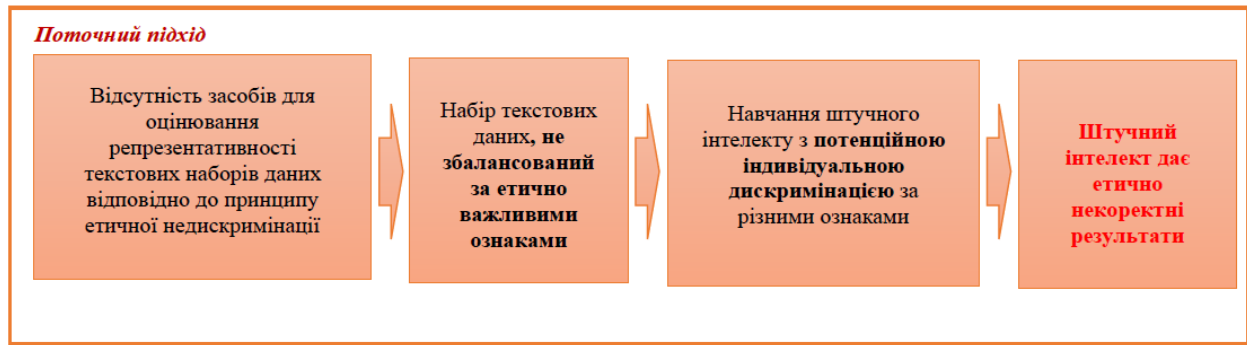 Поточний підхід
Відсутність засобів для
оцінювання
репрезентативності
текстових наборів даних
відповідно до принципу
етичної недискримінації
Набір текстових
даних, не
збалансований
за етично
важливими
ознаками
Навчання штучного
інтелекту з потенційною
індивідуальною
дискримінацією за
різними ознаками
Штучний
інтелект дає
етично
некоректні
результати